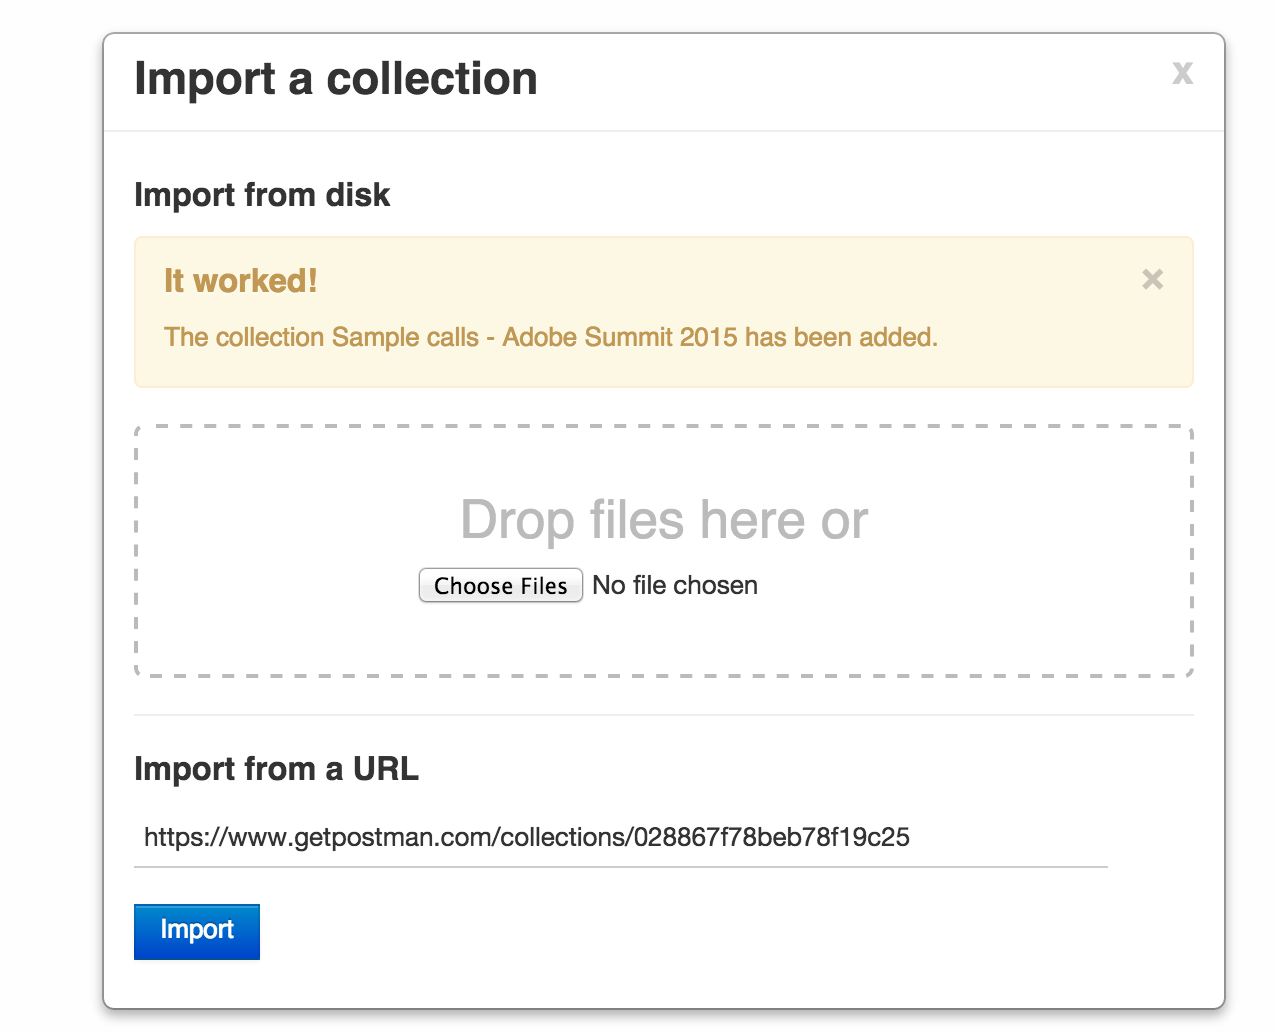 Import a collection
x
Import from disk
It worked!
×
The collection Sample calls - Adobe Summit 2015 has been added.
Drop files here or
Choose Files No file chosen
Import from a URL
https://www.getpostman.com/collections/028867f78beb78f19c25
Import